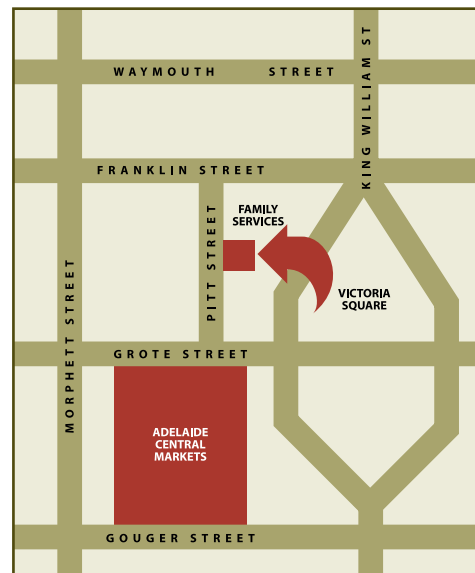 KING WILLIAM ST
WAYMOUTH STREET
FRANKLIN STREET
PITT STREET
FAMILY
SERVICES
MORPHETT STREET
VICTORIA
SQUARE
GROTE STREET
ADELAIDE
CENTRAL
MARKETS
GOUGER STREET